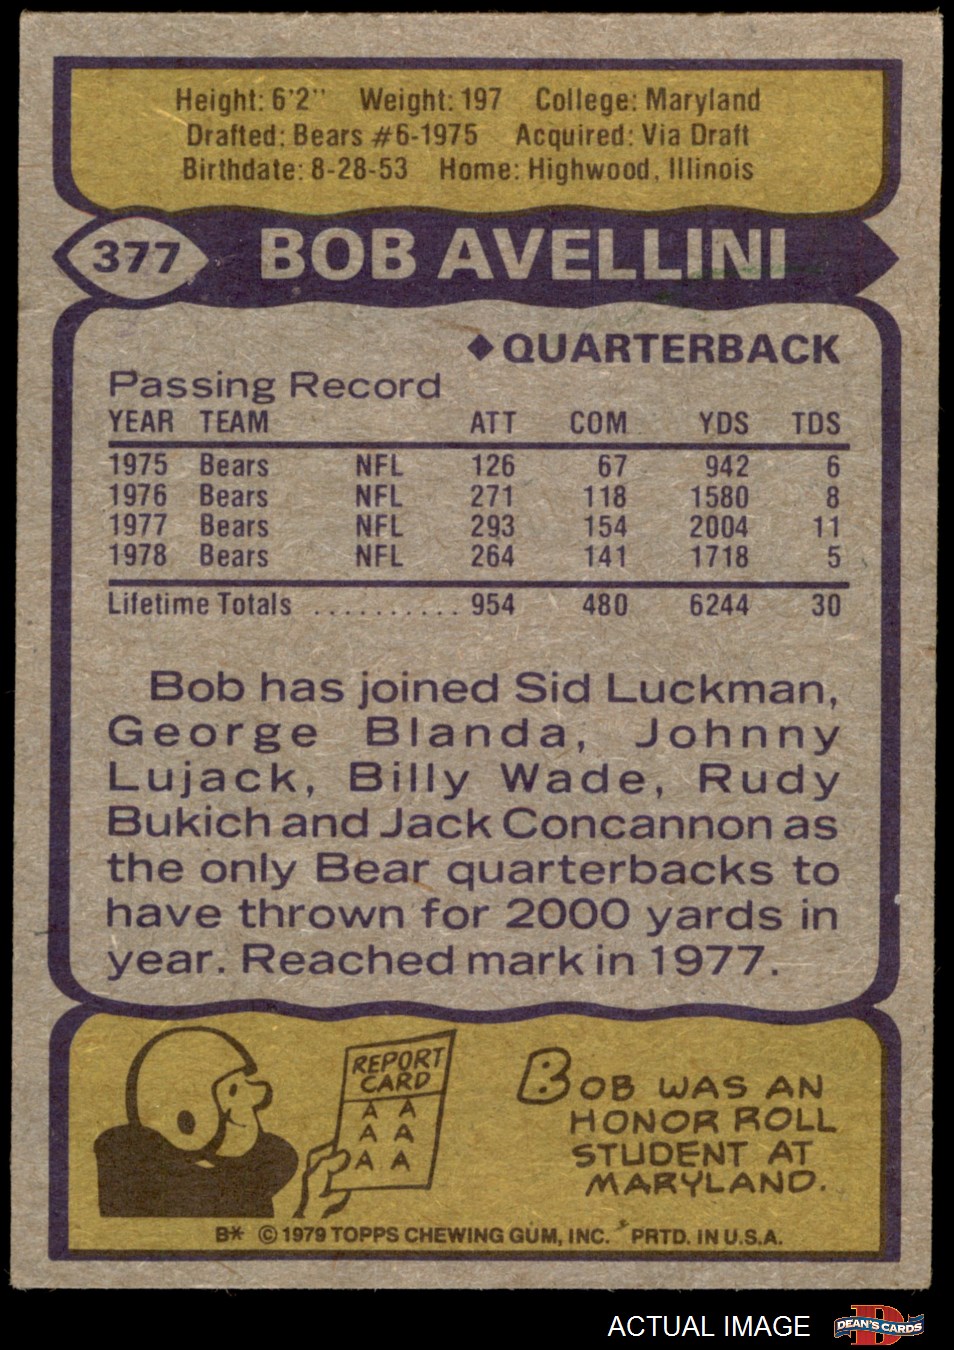 Height: 6'2" Weight: 197 College: Maryland
Drafted: Bears #6-1975 Acquired: Via Draft
Birthdate: 8-28-53 Home: Highwood, Illinois
377 BOB AVELLINI
◆ QUARTERBACK
Passing Record
YEAR TEAM ATT COM YDS TDS
1975 Bears NFL 126 67 942 6
1976 Bears NFL 271 118 1580 8
1977 Bears NFL 293 154 2004 11
1978 Bears NFL 264 141 1718 5
Lifetime Totals .......... 954 480 6244 30
Bob has joined Sid Luckman,
George Blanda, Johnny
Lujack, Billy Wade, Rudy
Bukich and Jack Concannon as
the only Bear quarterbacks to
have thrown for 2000 yards in
year. Reached mark in 1977.
REPORT
CARD
A A
A A
A A
BOB WAS AN
HONOR ROLL
STUDENT AT
MARYLAND.
B* © 1979 TOPPS CHEWING GUM, INC. PRTD. IN U.S.A.
ACTUAL IMAGE
D
DEAN'S CARDS